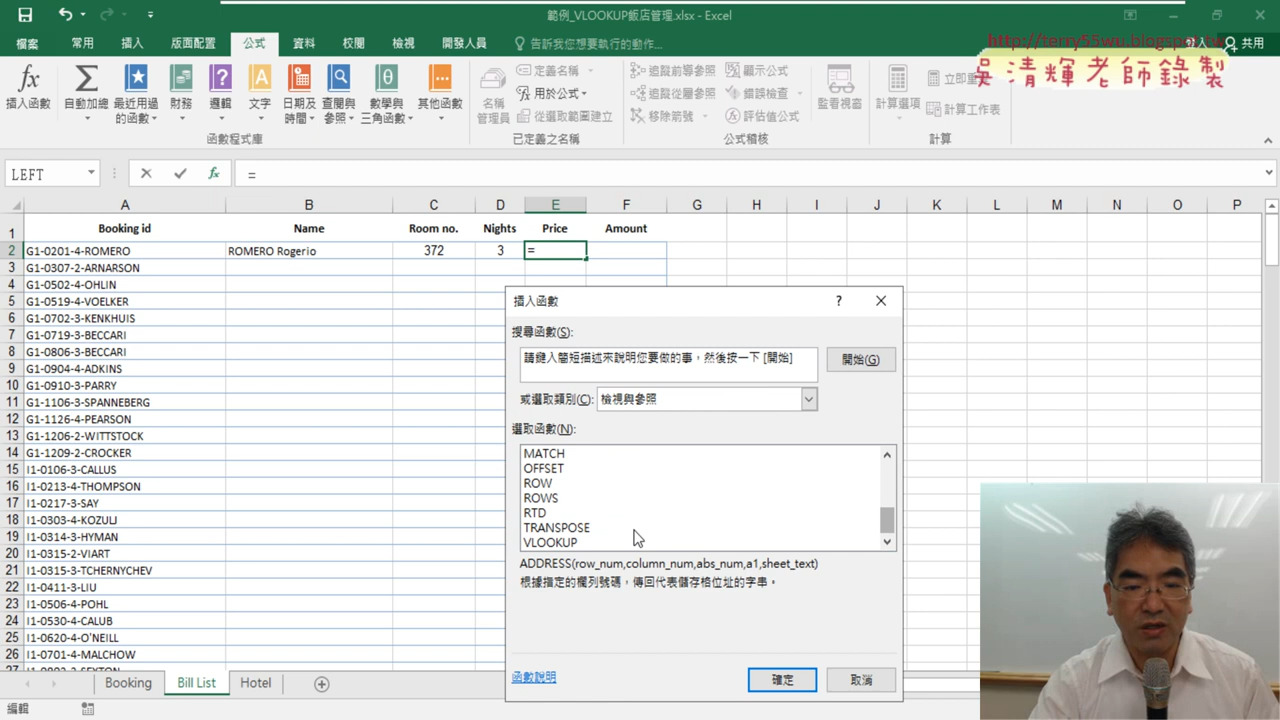 範例_VLOOKUP飯店管理.xlsx - Excel
檔案 常用 插入 版面配置 公式 資料 校閱 檢視 開發人員 告訴我您想要執行的動作... 登入 共用
http://terry55wu.blogspot.tw
吳清輝老師錄製
fx Σ ? A θ
插入函數 自動加總 最近用過的函數 財務 邏輯 文字 日期及時間 查閱與參照 數學與三角函數 其他函數
名稱管理員 定義名稱 用於公式 從選取範圍建立
追蹤前導參照 追蹤從屬參照 移除箭號 顯示公式 錯誤檢查 評估值公式 監看視窗
計算選項 計算工作表
函數程式庫 已定義之名稱 公式稽核 計算
LEFT fx =
A B C D E F G H I J K L M N O P
1 Booking id Name Room no. Nights Price Amount
2 G1-0201-4-ROMERO ROMERO Rogerio 372 3 =
3 G1-0307-2-ARNARSON
4 G1-0502-4-OHLIN
5 G1-0519-4-VOELKER
6 G1-0702-3-KENKHUIS
7 G1-0719-3-BECCARI
8 G1-0806-3-BECCARI
9 G1-0904-4-ADKINS
10 G1-0910-3-PARRY
11 G1-1106-3-SPANNEBERG
12 G1-1126-4-PEARSON
13 G1-1206-2-WITTSTOCK
14 G1-1209-2-CROCKER
15 I1-0106-3-CALLUS
16 I1-0213-4-THOMPSON
17 I1-0217-3-SAY
18 I1-0303-4-KOZULJ
19 I1-0314-3-HYMAN
20 I1-0315-2-VIART
21 I1-0315-3-TCHERNYCHEV
22 I1-0411-3-LIU
23 I1-0506-4-POHL
24 I1-0530-4-CALUB
25 I1-0620-4-O'NEILL
26 I1-0701-4-MALCHOW
插入函數 ?
搜尋函數(S):
請鍵入簡短描述來說明您要做的事，然後按一下 [開始]
開始(G)
或選取類別(C): 檢視與參照
選取函數(N):
MATCH
OFFSET
ROW
ROWS
RTD
TRANSPOSE
VLOOKUP
ADDRESS(row_num,column_num,abs_num,a1,sheet_text)
根據指定的欄列號碼，傳回代表儲存格位址的字串。
函數說明 確定 取消
Booking Bill List Hotel
編輯